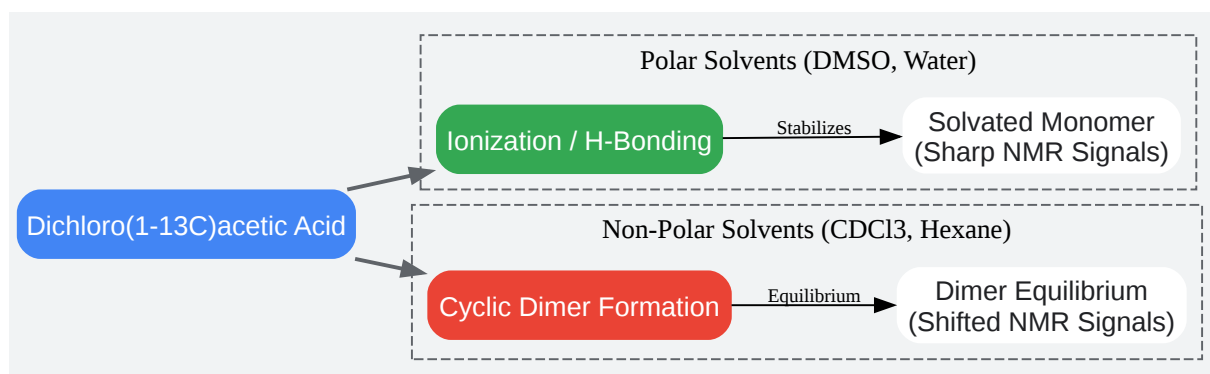 Polar Solvents (DMSO, Water)
Ionization / H-Bonding
Stabilizes
Solvated Monomer
(Sharp NMR Signals)
Dichloro(1-13C)acetic Acid
Non-Polar Solvents (CDCl3, Hexane)
Cyclic Dimer Formation
Equilibrium
Dimer Equilibrium
(Shifted NMR Signals)